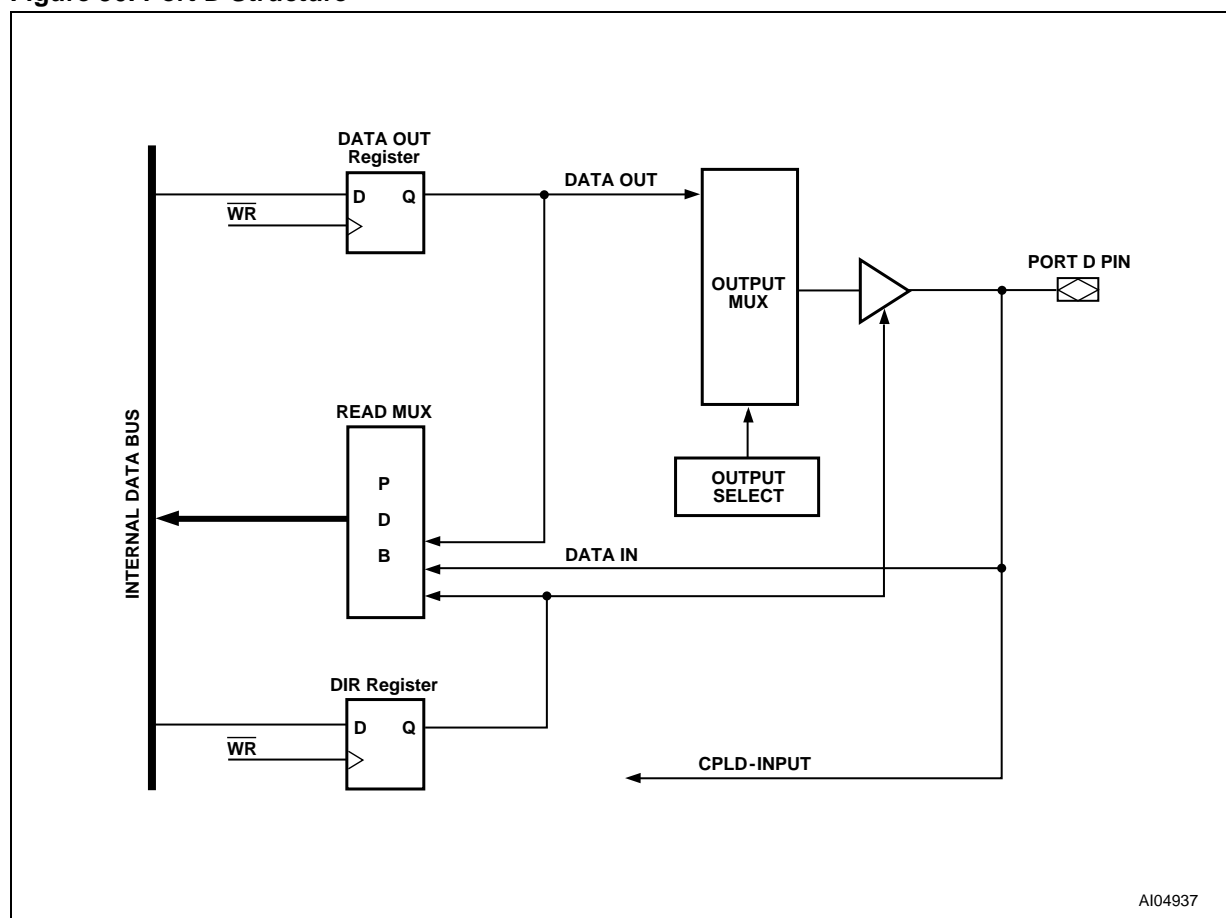 DATA OUT
Register
D Q
WR
DATA OUT
OUTPUT
MUX
PORT D PIN
INTERNAL DATA BUS
READ MUX
P
D
B
OUTPUT
SELECT
DATA IN
DIR Register
D Q
WR
CPLD-INPUT
AI04937